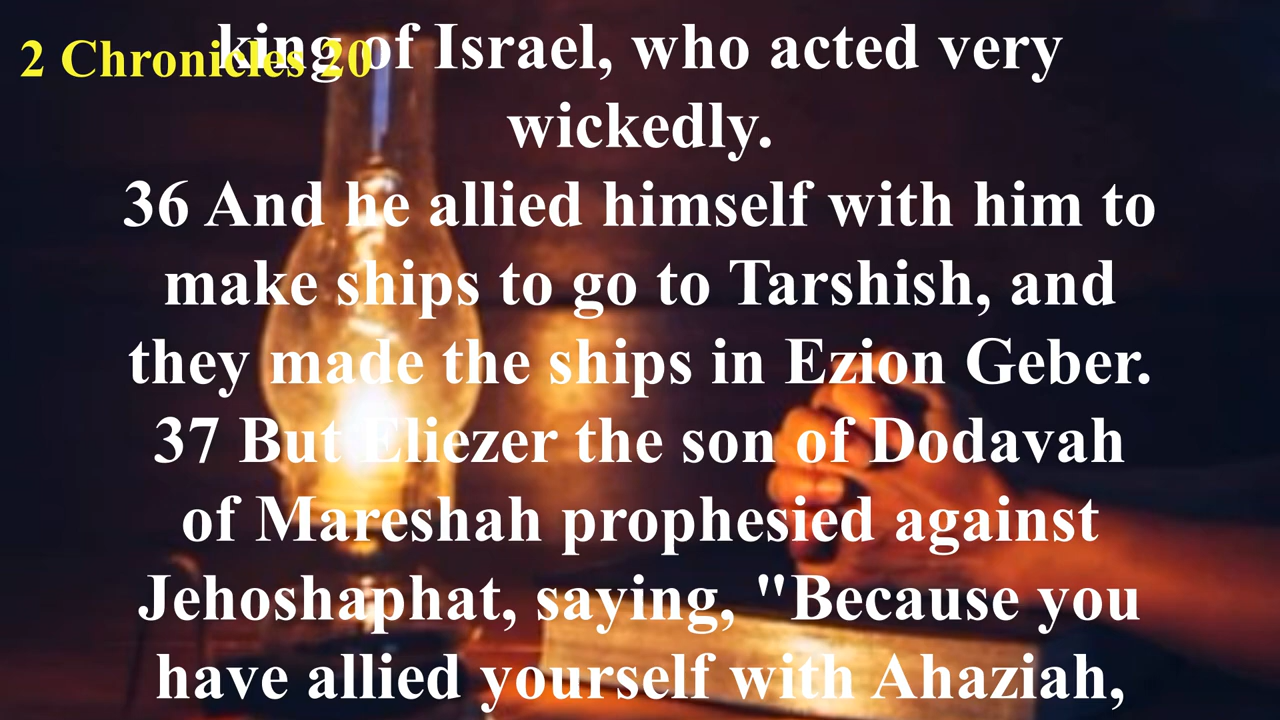 2 Chronicles 20
king of Israel, who acted very
wickedly.
36 And he allied himself with him to
make ships to go to Tarshish, and
they made the ships in Ezion Geber.
37 But Eliezer the son of Dodavah
of Mareshah prophesied against
Jehoshaphat, saying, "Because you
have allied yourself with Ahaziah,